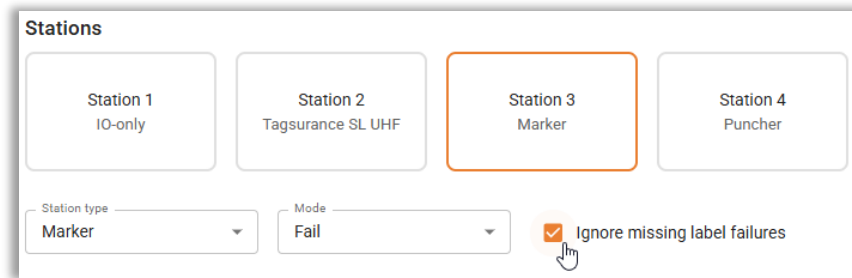 Stations
Station 1
IO-only
Station 2
Tagsurance SL UHF
Station 3
Marker
Station 4
Puncher
Station type
Marker
Mode
Fail
Ignore missing label failures